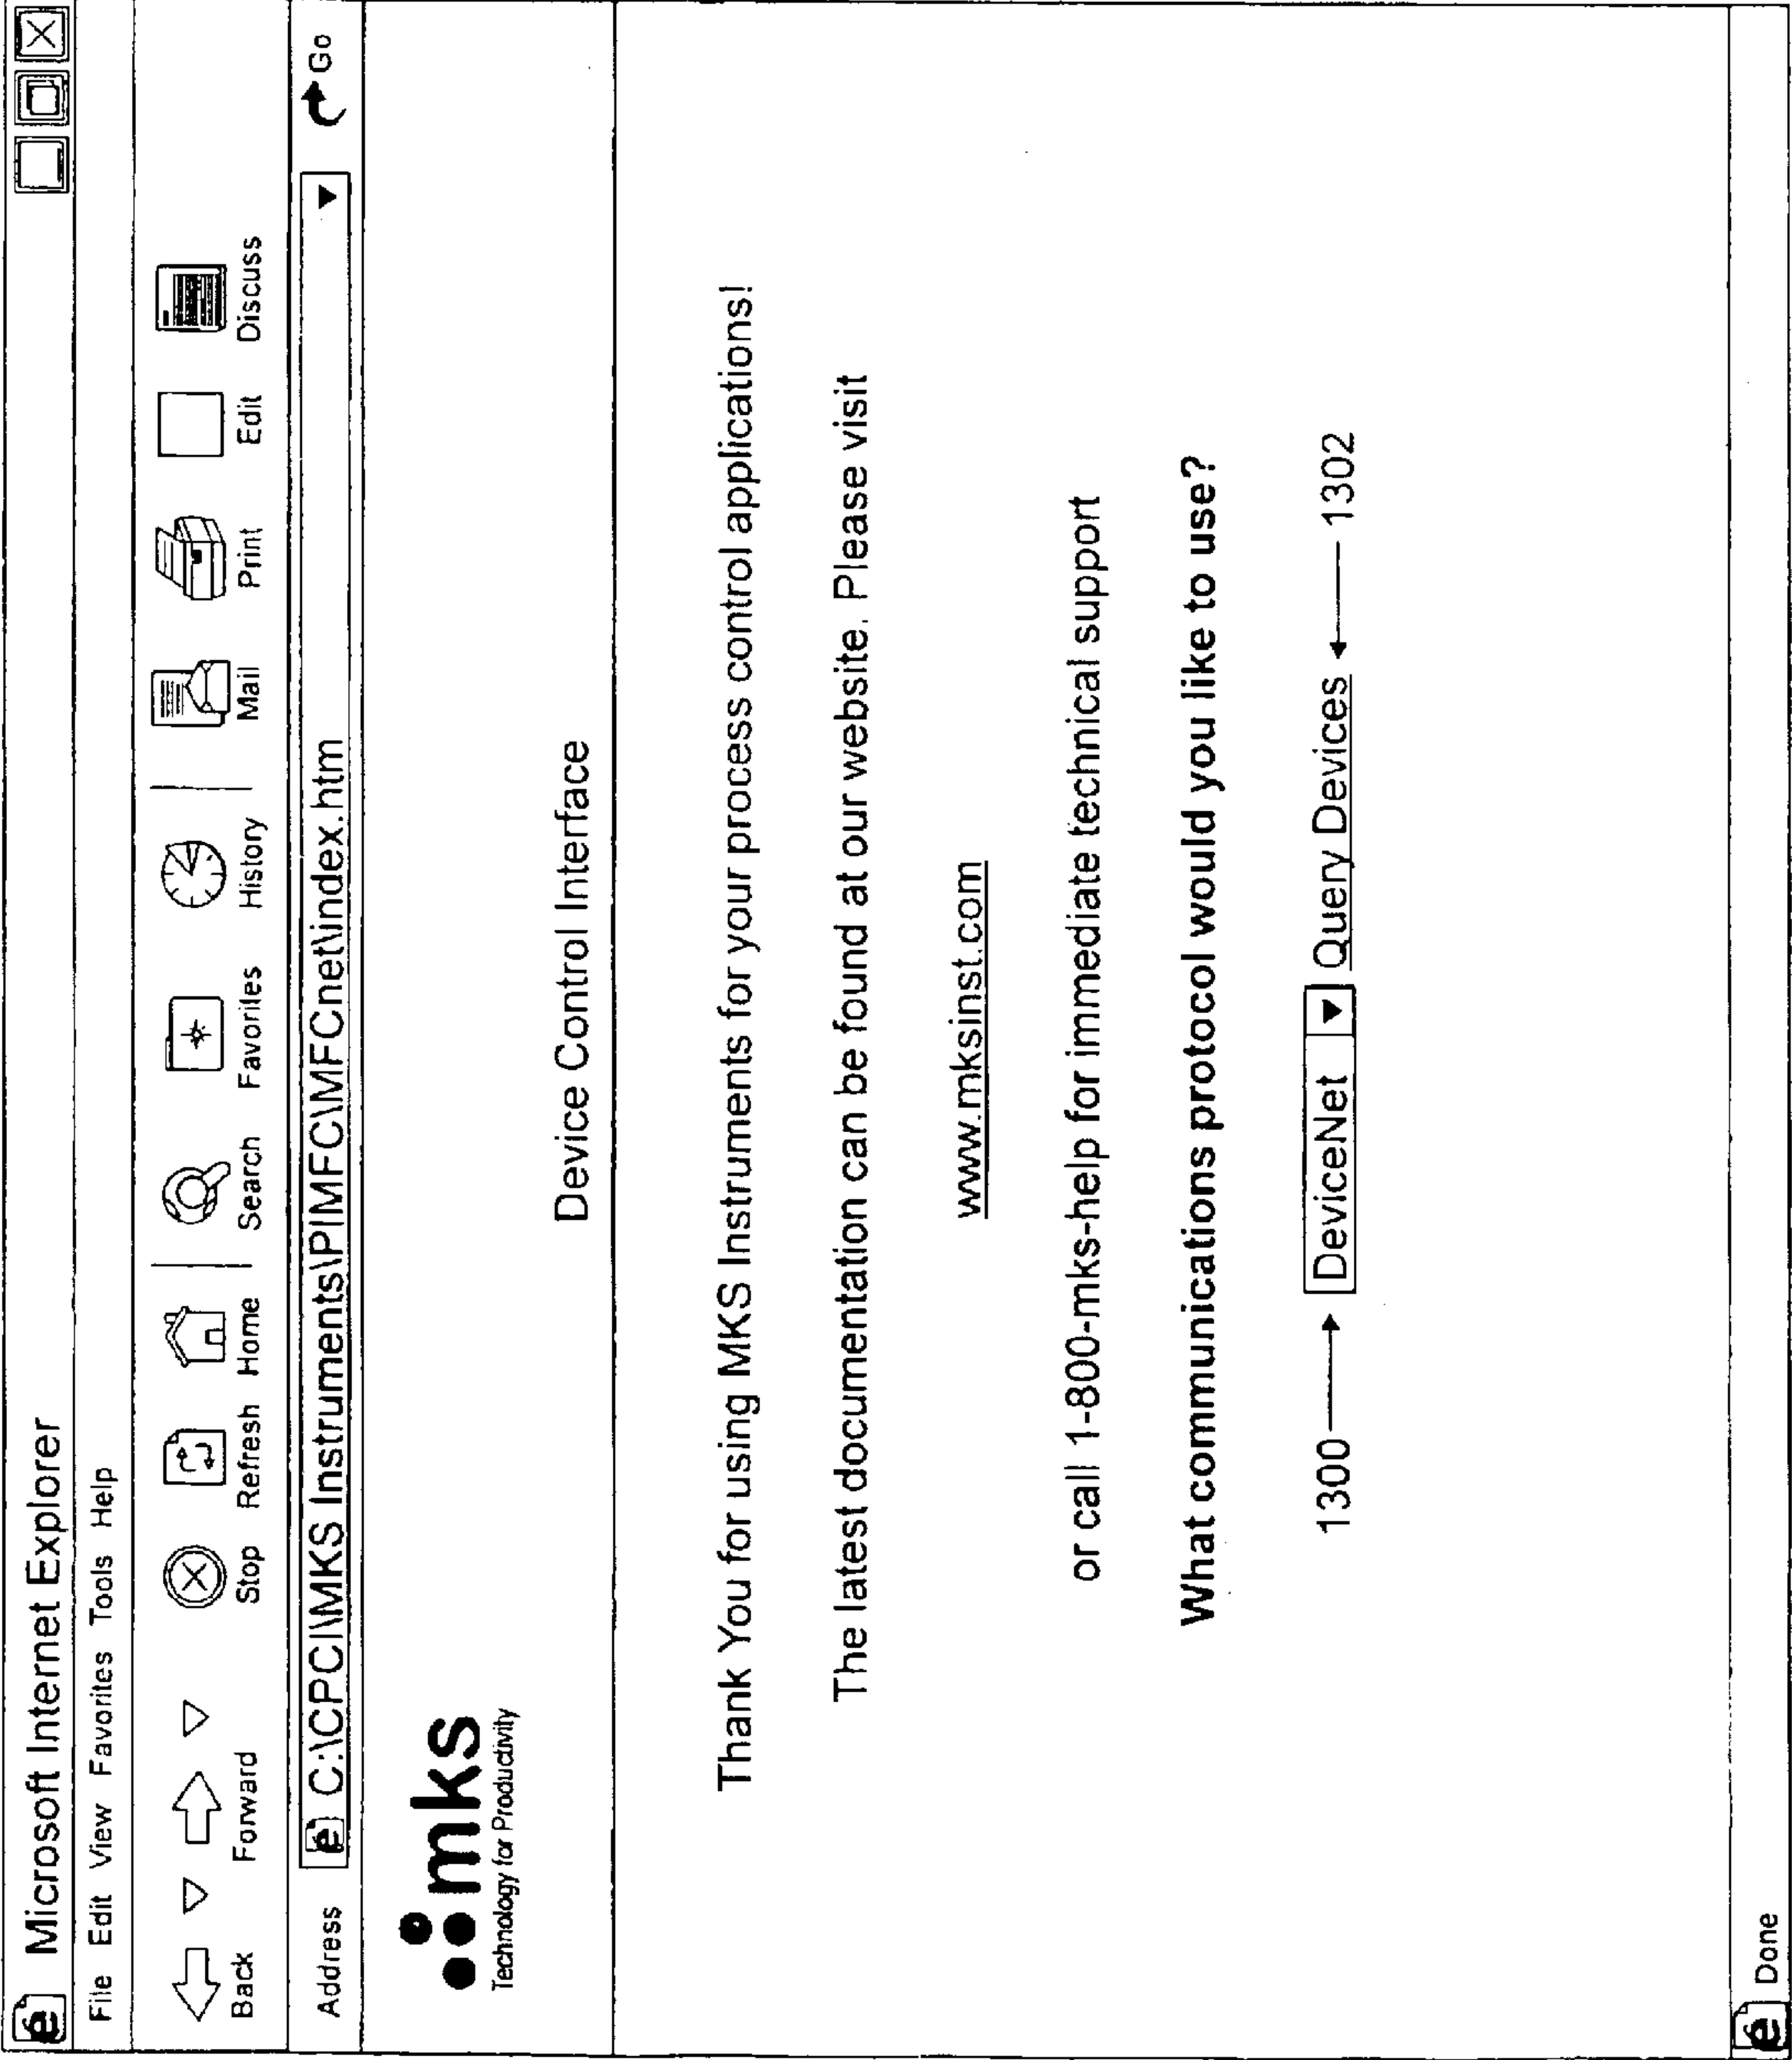 Microsoft Internet Explorer
File Edit View Favorites Tools Help
Back Forward Stop Refresh Home Search Favorites History Mail Print Edit Discuss
Address C:\CPCI\MKS Instruments\PIMFC\MFCnet\index.htm Go
mks
Technology for Productivity
Device Control Interface
Thank You for using MKS Instruments for your process control applications!
The latest documentation can be found at our website. Please visit
www.mksinst.com
or call 1-800-mks-help for immediate technical support
What communications protocol would you like to use?
1300 DeviceNet Query Devices 1302
Done